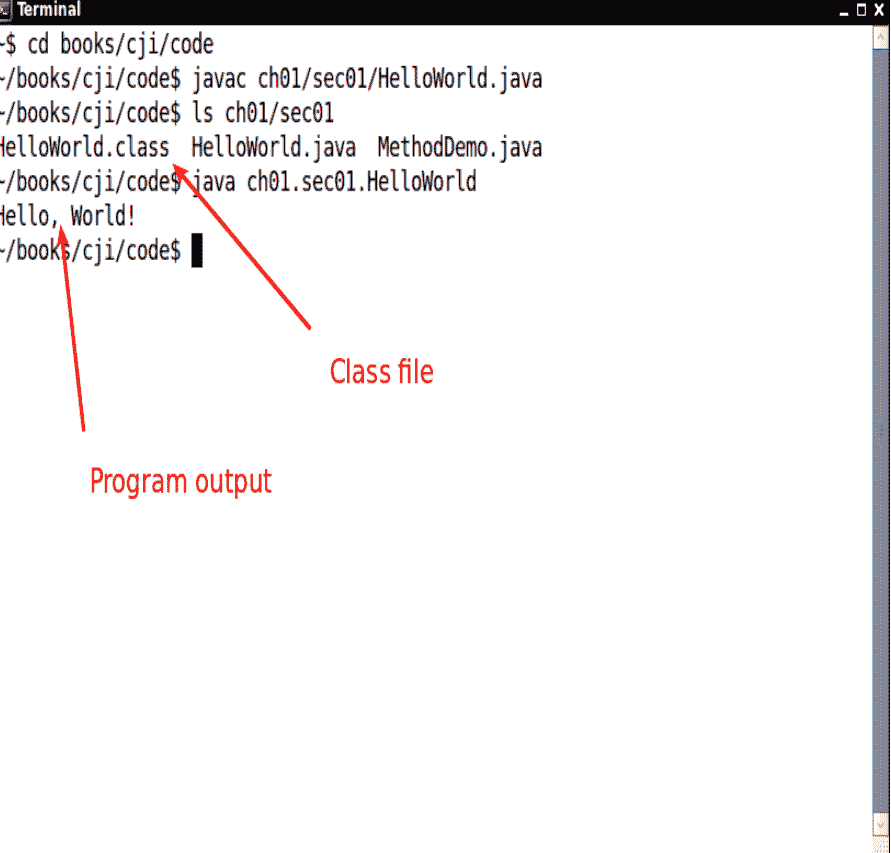 Terminal
~$ cd books/cji/code
~/books/cji/code$ javac ch01/sec01/HelloWorld.java
~/books/cji/code$ ls ch01/sec01
HelloWorld.class HelloWorld.java MethodDemo.java
~/books/cji/code$ java ch01.sec01.HelloWorld
Hello, World!
~/books/cji/code$
Class file
Program output